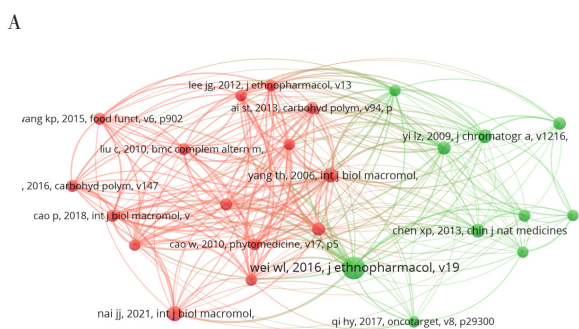 A
lee jg, 2012, j ethnopharmacol, v13
ai st, 2013, carbohyd polym, v94, p
wang kp, 2015, food funct, v6, p902
yi lz, 2009, j chromatogr a, v1216,
liu c, 2010, bmc complem altern m,
yang th, 2006, int j biol macromol,
, 2016, carbohyd polym, v147
cao p, 2018, int j biol macromol, v
chen xp, 2013, chin j nat medicines
cao w, 2010, phytomedicine, v17, p5
wei wl, 2016, j ethnopharmacol, v19
nai jj, 2021, int j biol macromol,
qi hy, 2017, oncotarget, v8, p29300